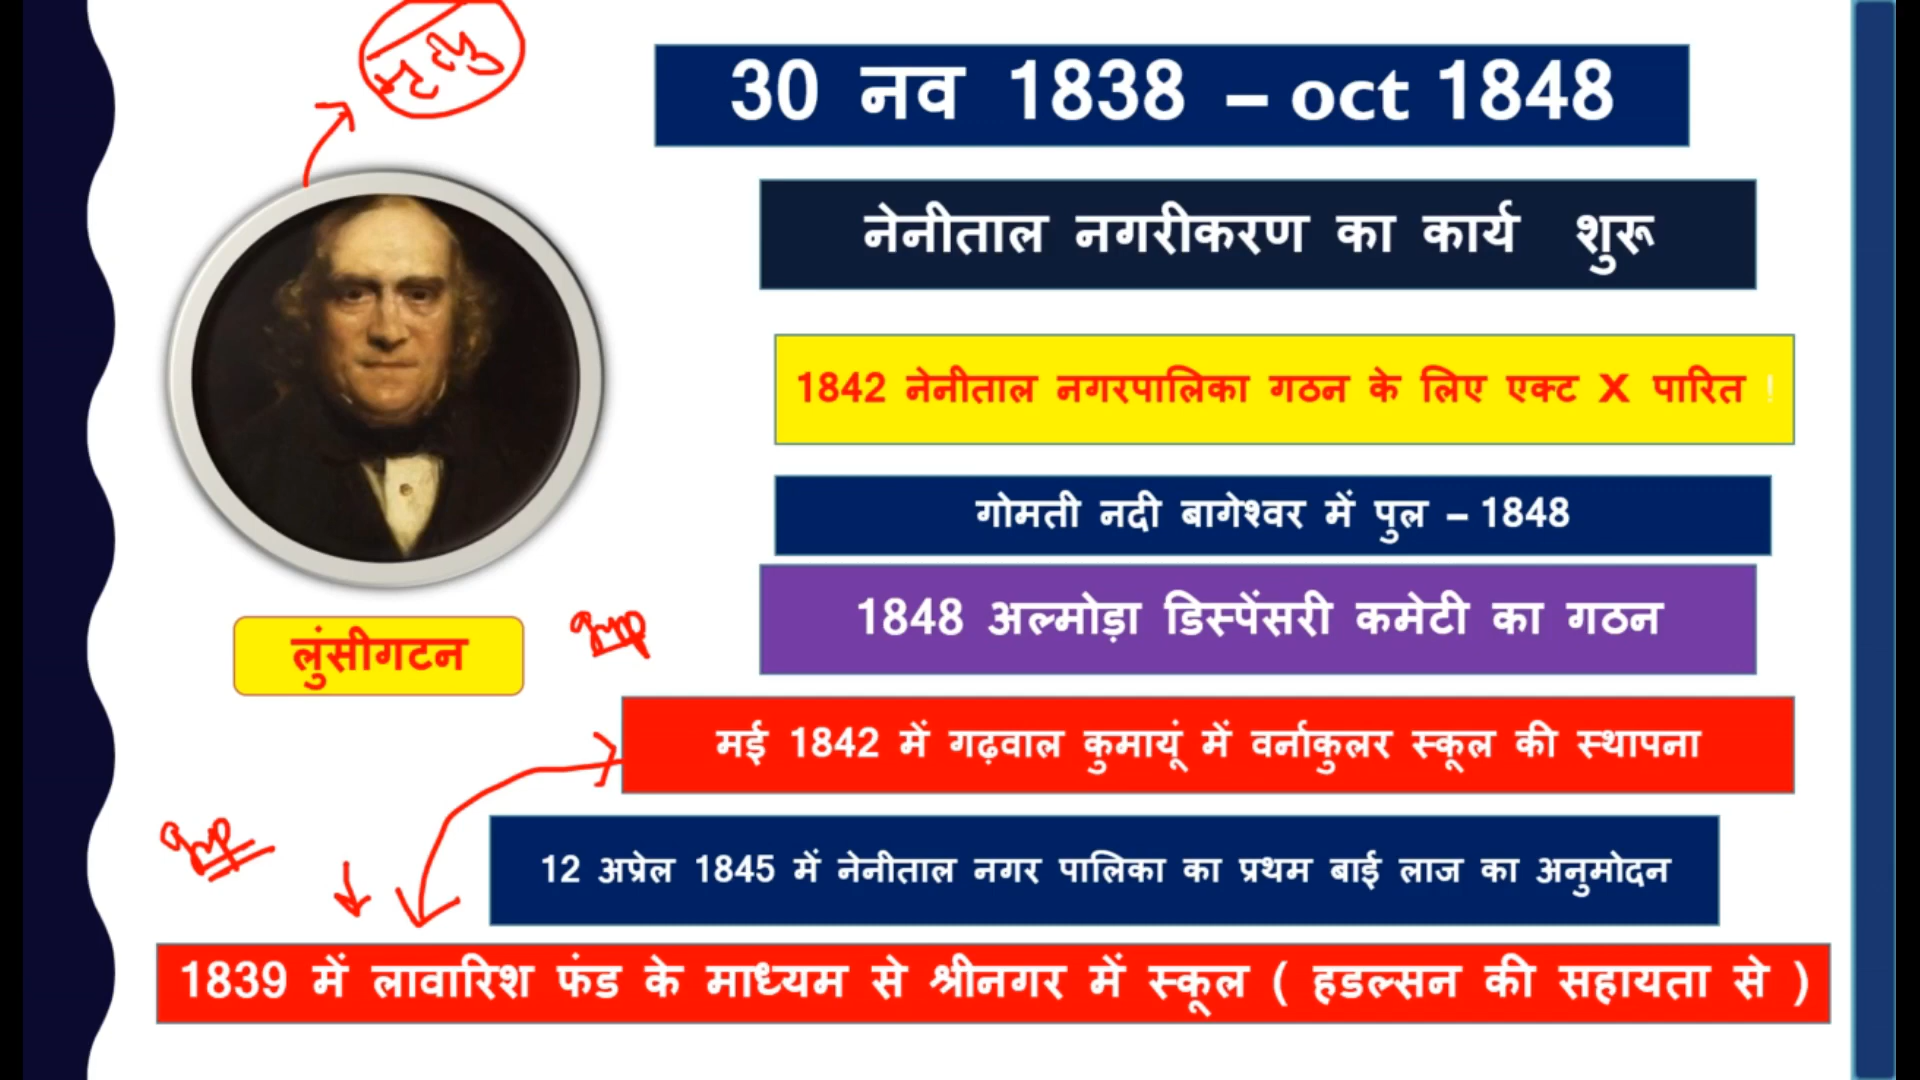 30 नव 1838 – oct 1848
नेनीताल नगरीकरण का कार्य शुरू
1842 नेनीताल नगरपालिका गठन के लिए एक्ट X पारित !
गोमती नदी बागेश्वर में पुल – 1848
1848 अल्मोड़ा डिस्पेंसरी कमेटी का गठन
लुंसीगटन
Imp
मई 1842 में गढ़वाल कुमायूं में वर्नाकुलर स्कूल की स्थापना
Imp
12 अप्रेल 1845 में नेनीताल नगर पालिका का प्रथम बाई लाज का अनुमोदन
1839 में लावारिश फंड के माध्यम से श्रीनगर में स्कूल ( हडल्सन की सहायता से )